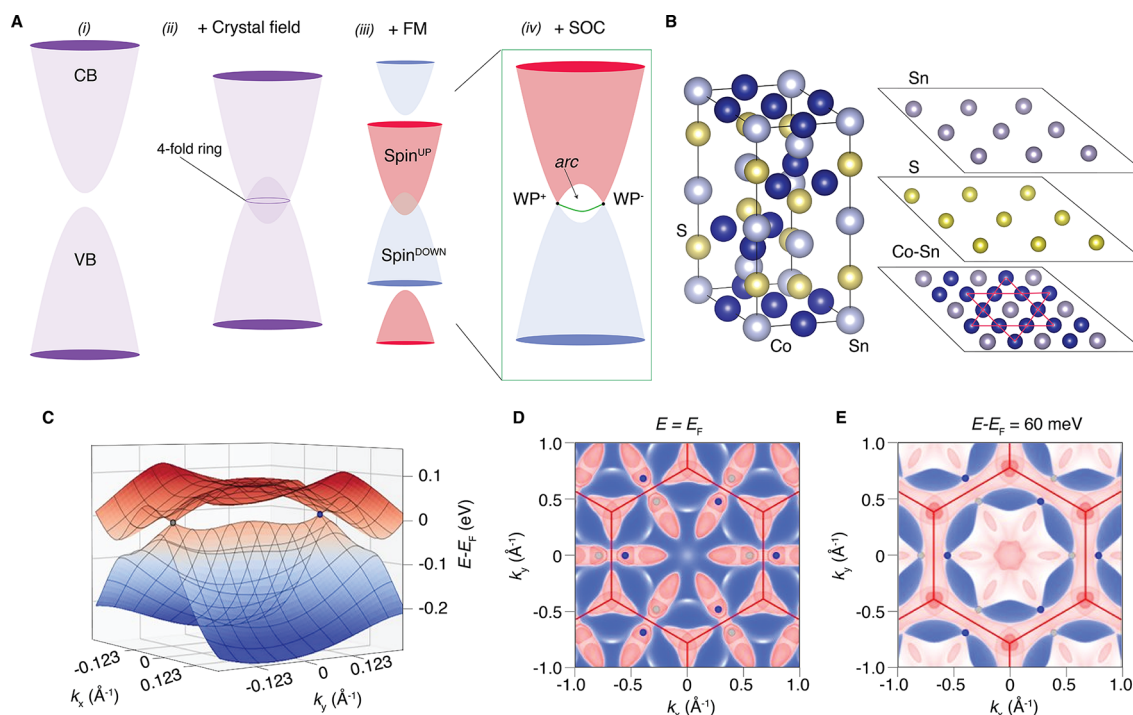 A
(i)
(ii) + Crystal field
(iii) + FM
(iv) + SOC
CB
VB
4-fold ring
Spin^UP
Spin^DOWN
arc
WP+
WP-
B
S
Co
Sn
Sn
S
Co-Sn
C
0.1
0
-0.1
-0.2
E-E_F (eV)
-0.123
0
0.123
k_x (Å⁻¹)
-0.123
0
0.123
k_y (Å⁻¹)
D
E = E_F
1.0
0.5
0
-0.5
-1.0
k_y (Å⁻¹)
-1.0 -0.5 0 0.5 1.0
k_x (Å⁻¹)
E
E-E_F = 60 meV
1.0
0.5
0
-0.5
-1.0
k_y (Å⁻¹)
-1.0 -0.5 0 0.5 1.0
k_x (Å⁻¹)